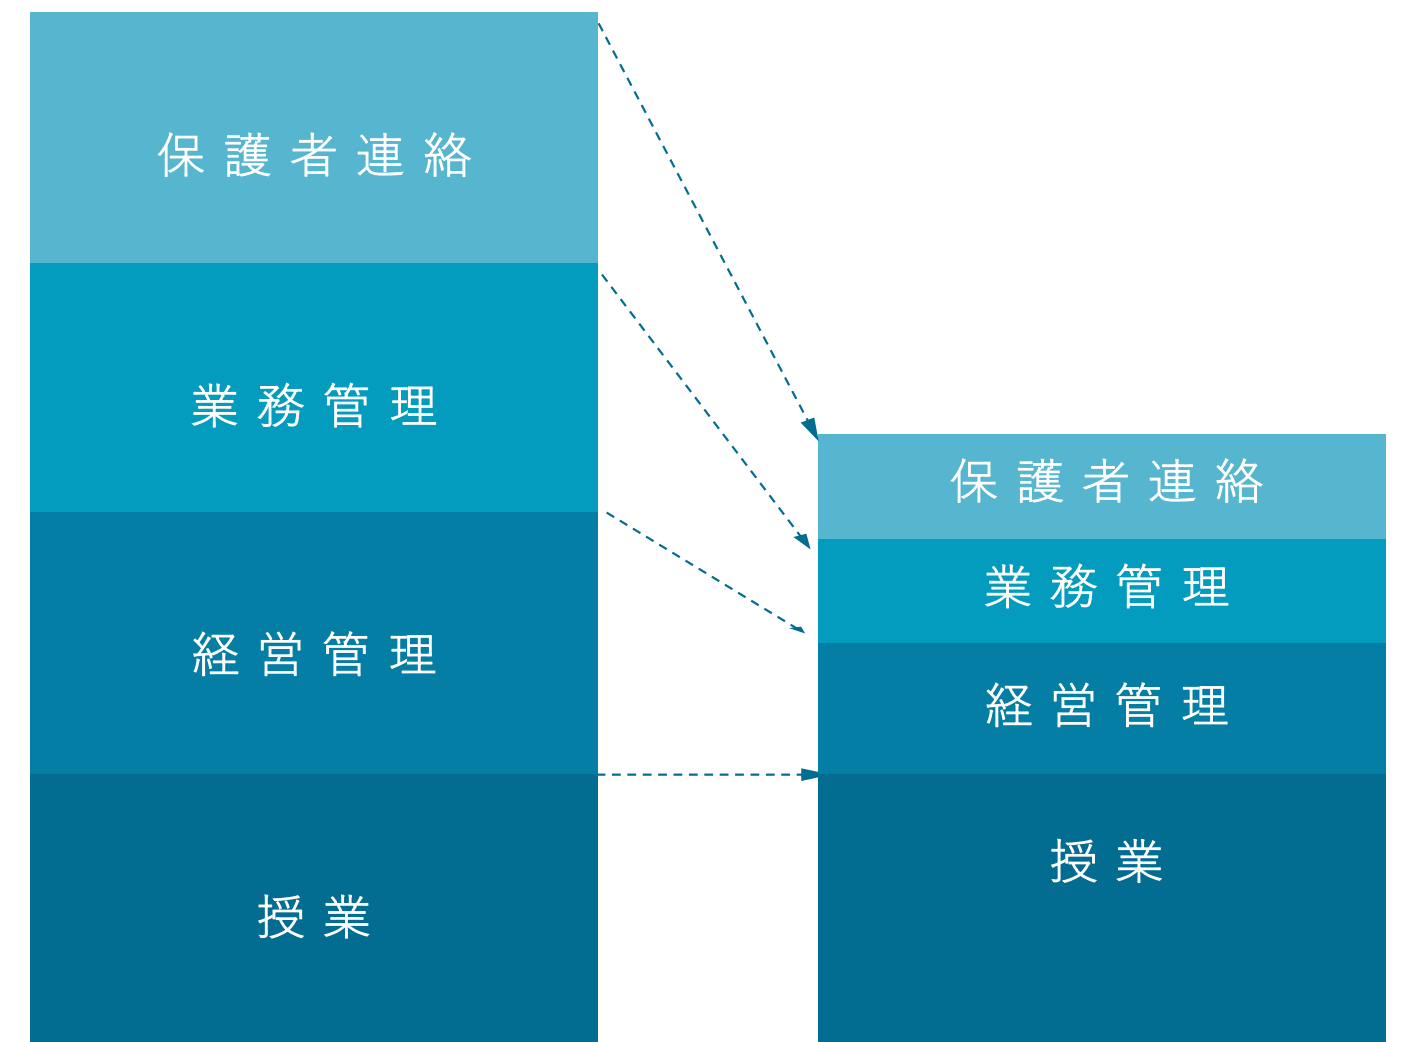 保護者連絡
業務管理
経営管理
授業
保護者連絡
業務管理
経営管理
授業